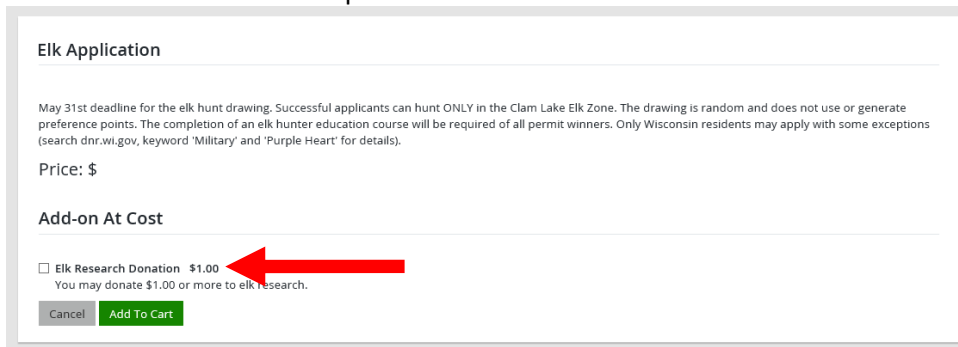 Elk Application
May 31st deadline for the elk hunt drawing. Successful applicants can hunt ONLY in the Clam Lake Elk Zone. The drawing is random and does not use or generate
preference points. The completion of an elk hunter education course will be required of all permit winners. Only Wisconsin residents may apply with some exceptions
(search dnr.wi.gov, keyword 'Military' and 'Purple Heart' for details).
Price: $
Add-on At Cost
Elk Research Donation $1.00
You may donate $1.00 or more to elk research.
Cancel Add To Cart